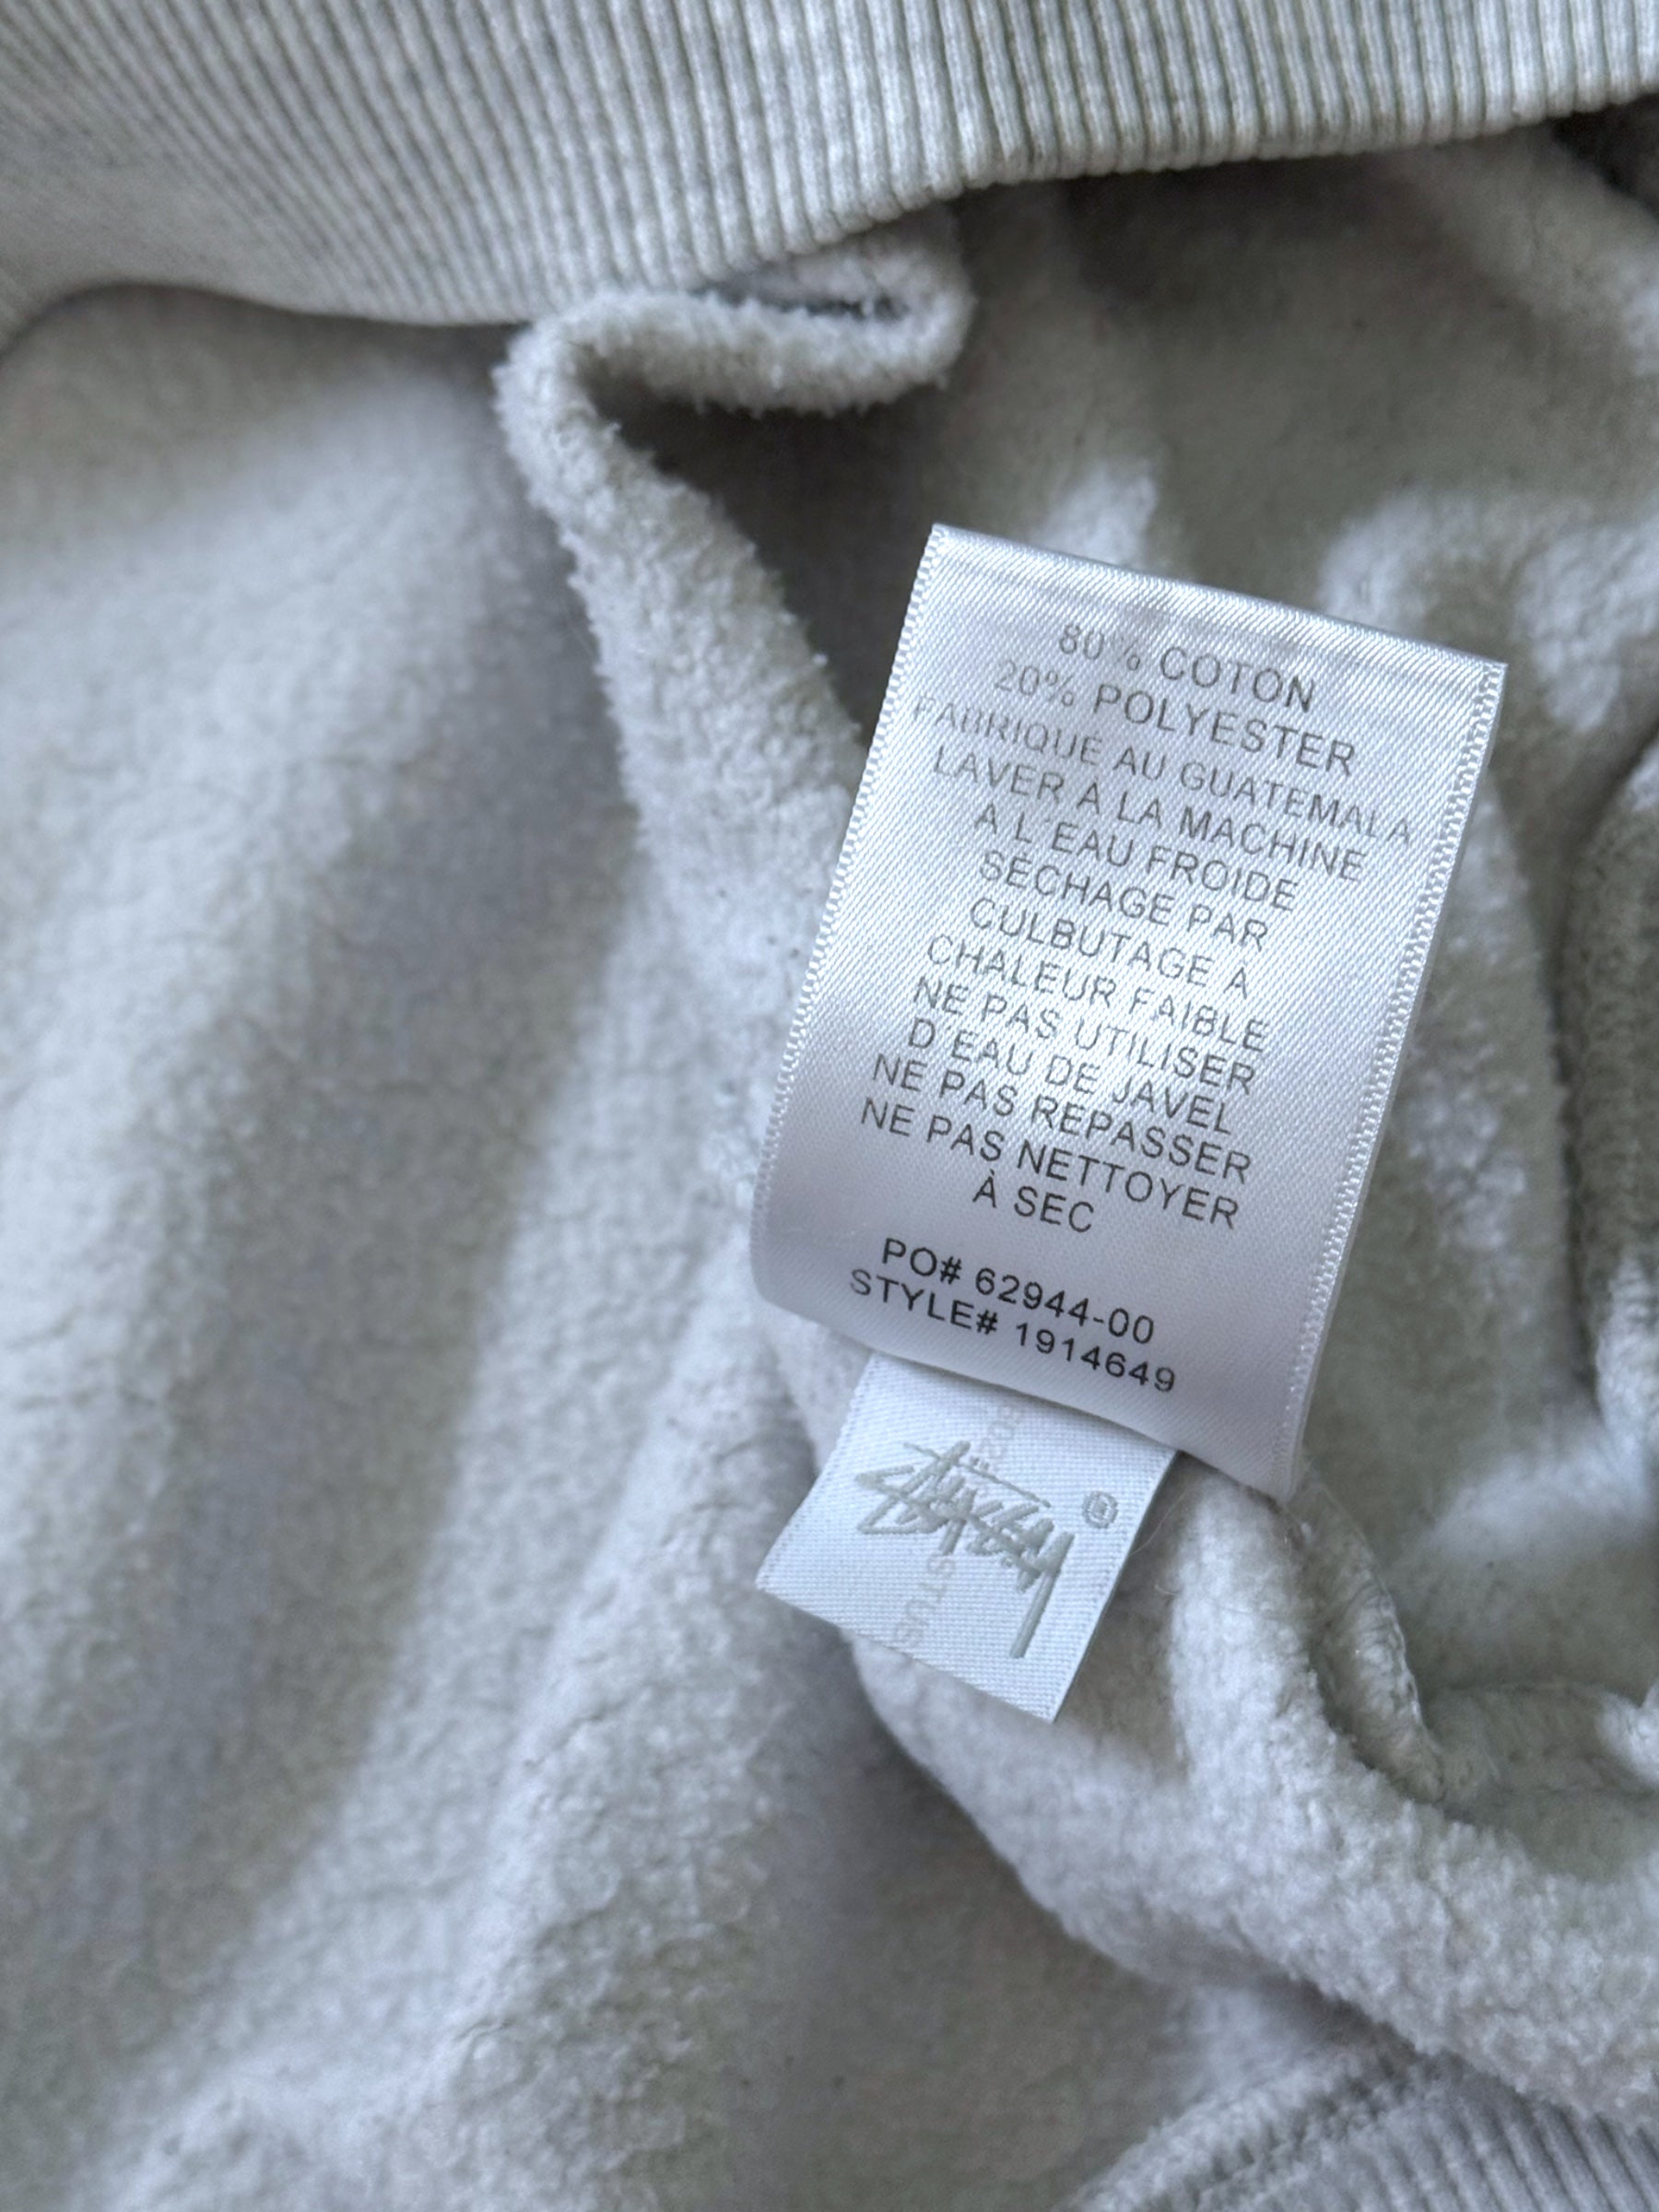 80% COTON
20% POLYESTER
FABRIQUE AU GUATEMALA
LAVER A LA MACHINE
A L'EAU FROIDE
SECHAGE PAR
CULBUTAGE A
CHALEUR FAIBLE
NE PAS UTILISER
D'EAU DE JAVEL
NE PAS REPASSER
NE PAS NETTOYER
À SEC
PO# 62944-00
STYLE# 1914649
Stüssy ®